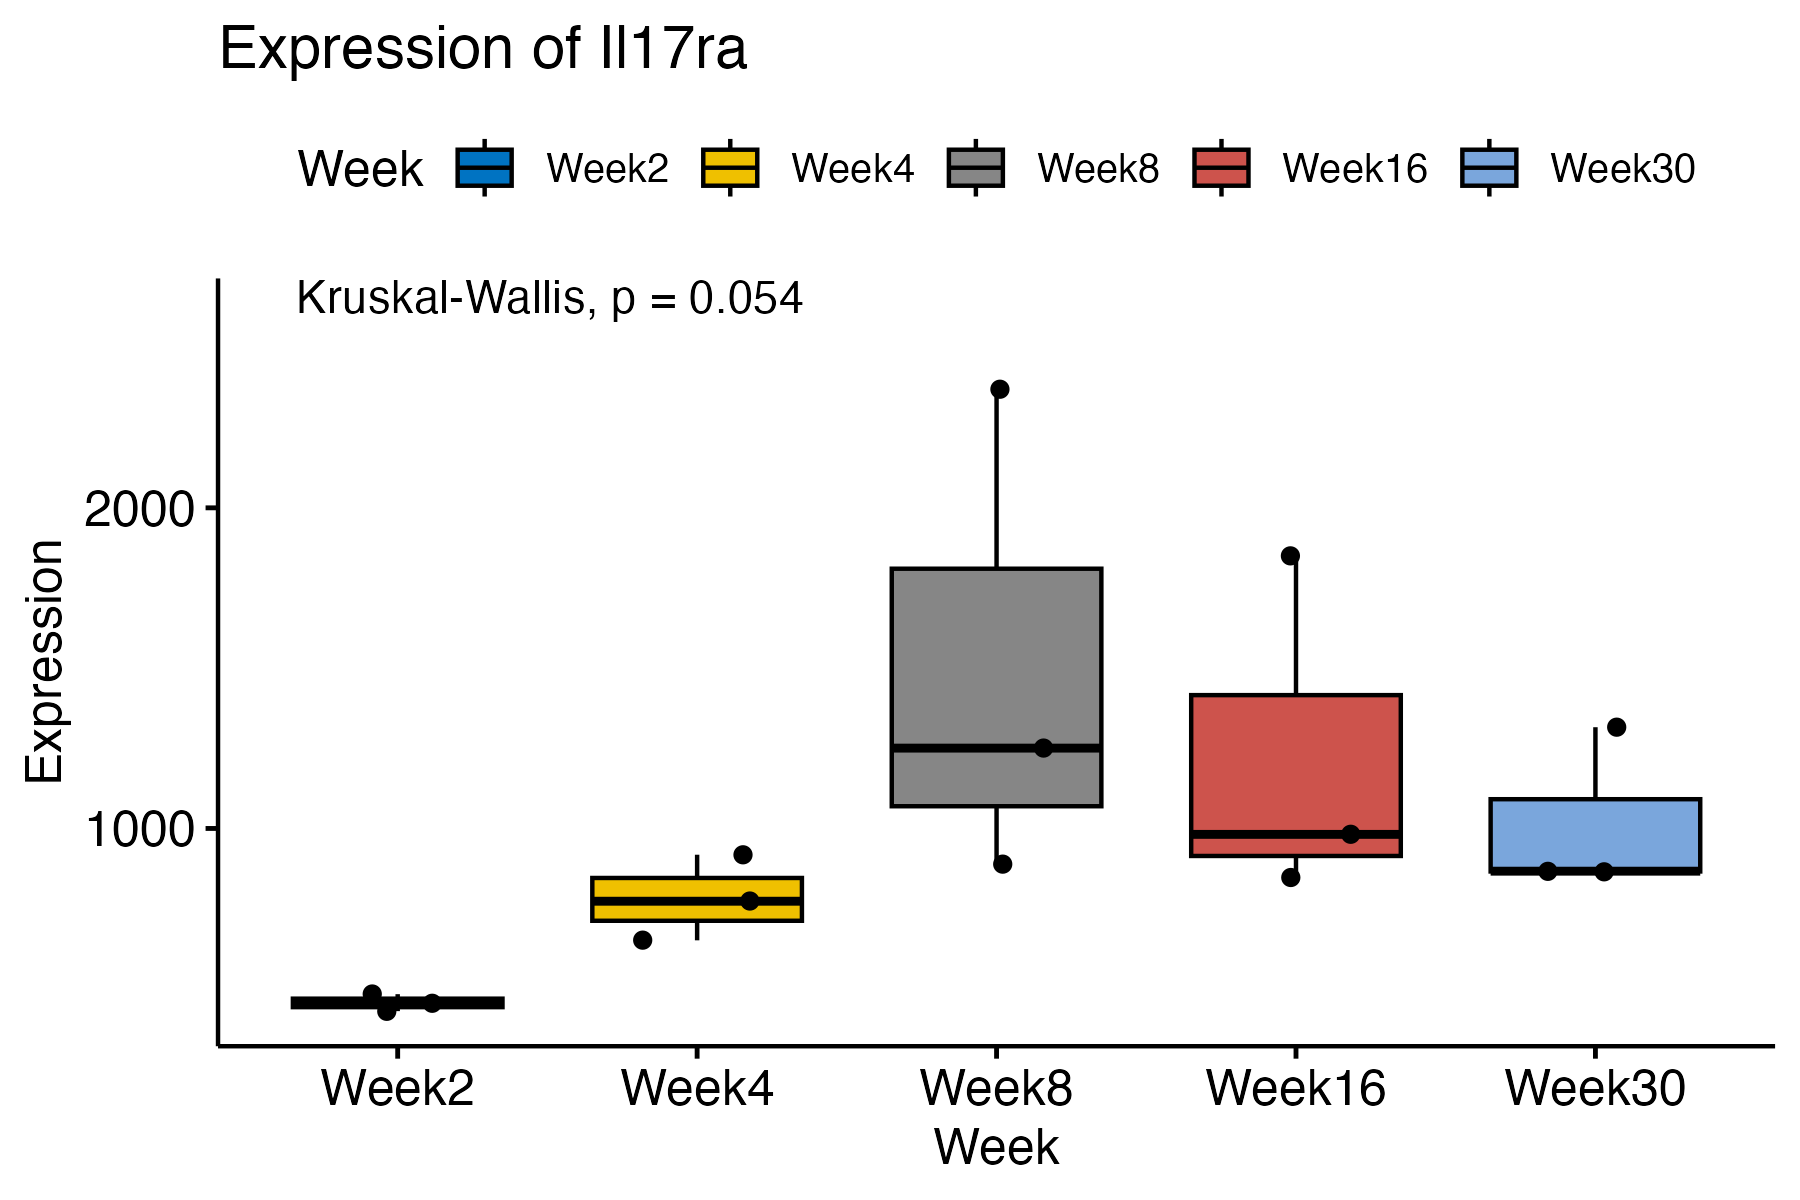 Expression of Il17ra
Week Week2 Week4 Week8 Week16 Week30
Kruskal-Wallis, p = 0.054
2000
1000
Expression
Week2 Week4 Week8 Week16 Week30
Week